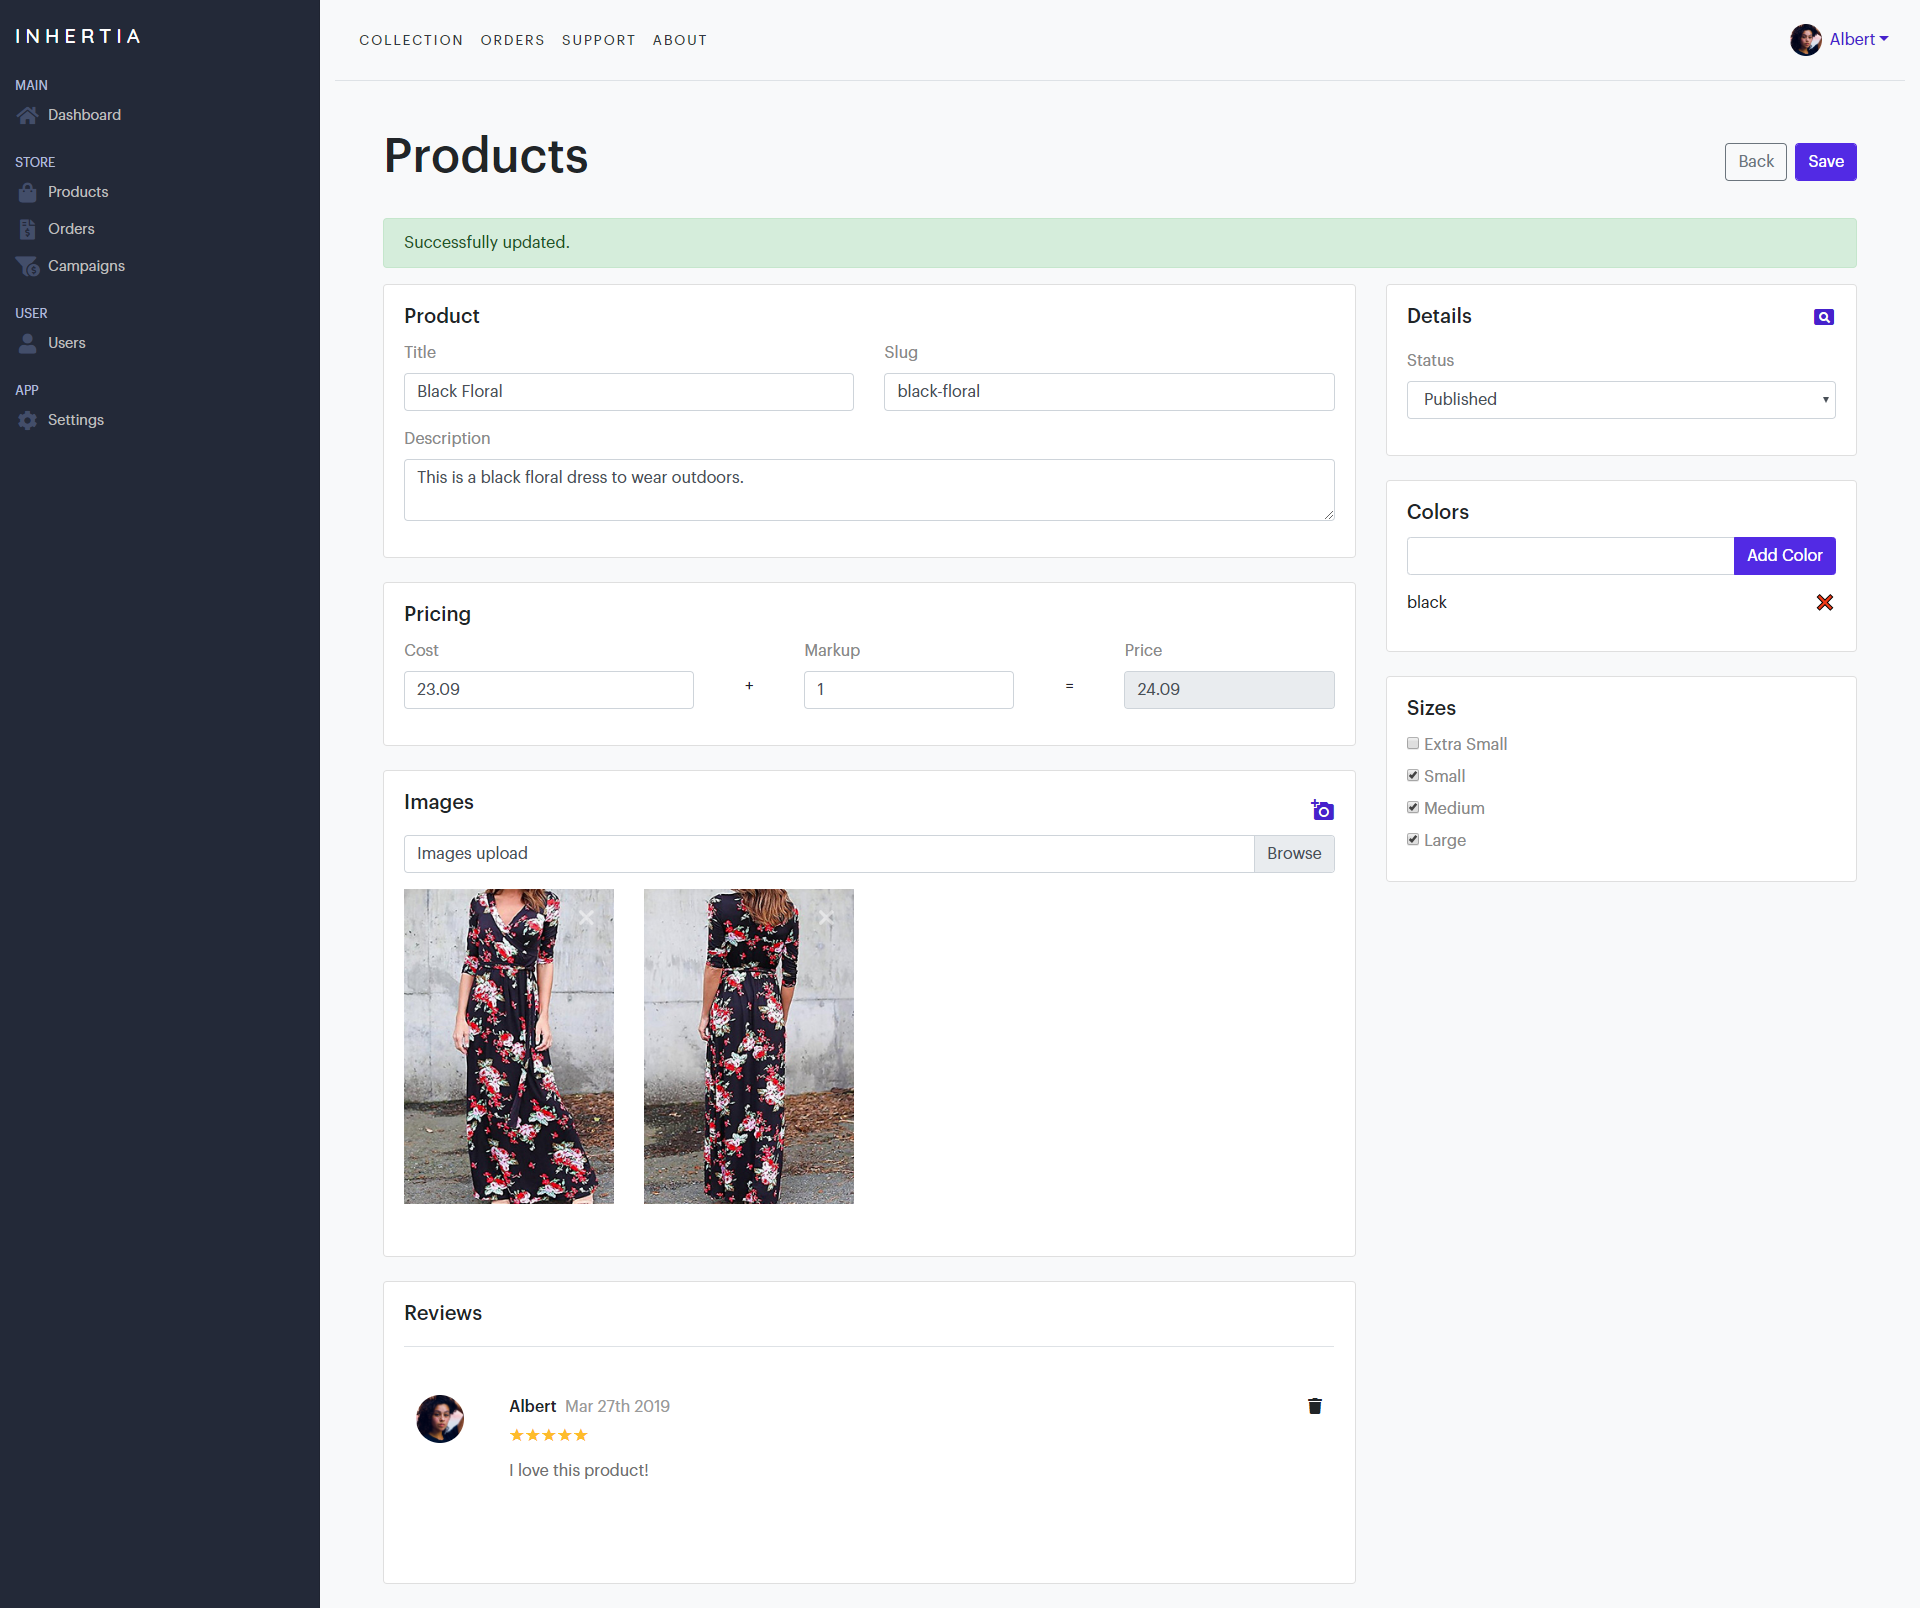 INHERTIA
MAIN
Dashboard
STORE
Products
Orders
Campaigns
USER
Users
APP
Settings
COLLECTION ORDERS SUPPORT ABOUT
Albert
Products
Back Save
Successfully updated.
Product
Title Slug
Black Floral black-floral
Description
This is a black floral dress to wear outdoors.
Pricing
Cost Markup Price
23.09 + 1 = 24.09
Images
Images upload Browse
Reviews
Albert Mar 27th 2019
★★★★★
I love this product!
Details
Status
Published
Colors
Add Color
black
Sizes
Extra Small
Small
Medium
Large